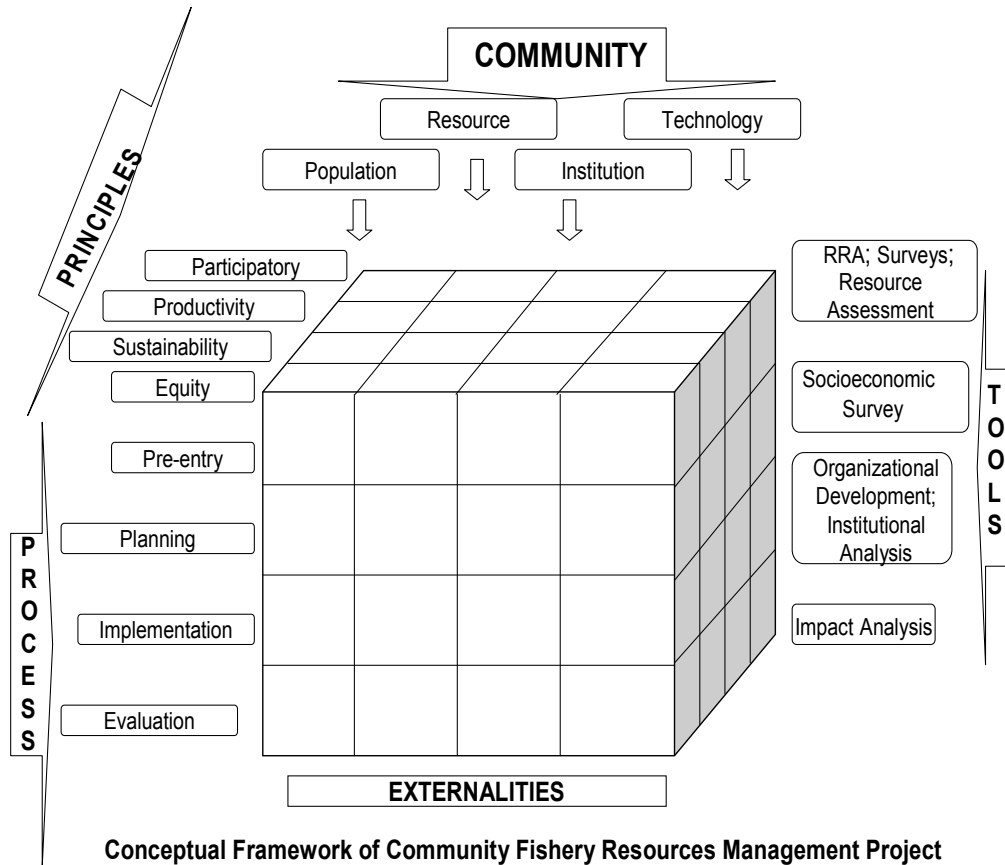 COMMUNITY
Resource
Technology
Population
Institution
PRINCIPLES
Participatory
Productivity
Sustainability
Equity
PROCESS
Pre-entry
Planning
Implementation
Evaluation
RRA; Surveys;
Resource
Assessment
Socioeconomic
Survey
Organizational
Development;
Institutional
Analysis
Impact Analysis
TOOLS
EXTERNALITIES
Conceptual Framework of Community Fishery Resources Management Project